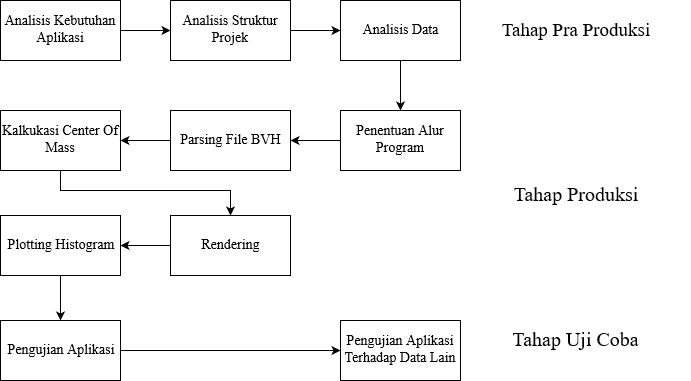 Analisis Kebutuhan
Aplikasi
Analisis Struktur
Projek
Analisis Data
Tahap Pra Produksi
Kalkukasi Center Of
Mass
Parsing File BVH
Penentuan Alur
Program
Tahap Produksi
Plotting Histogram
Rendering
Pengujian Aplikasi
Pengujian Aplikasi
Terhadap Data Lain
Tahap Uji Coba